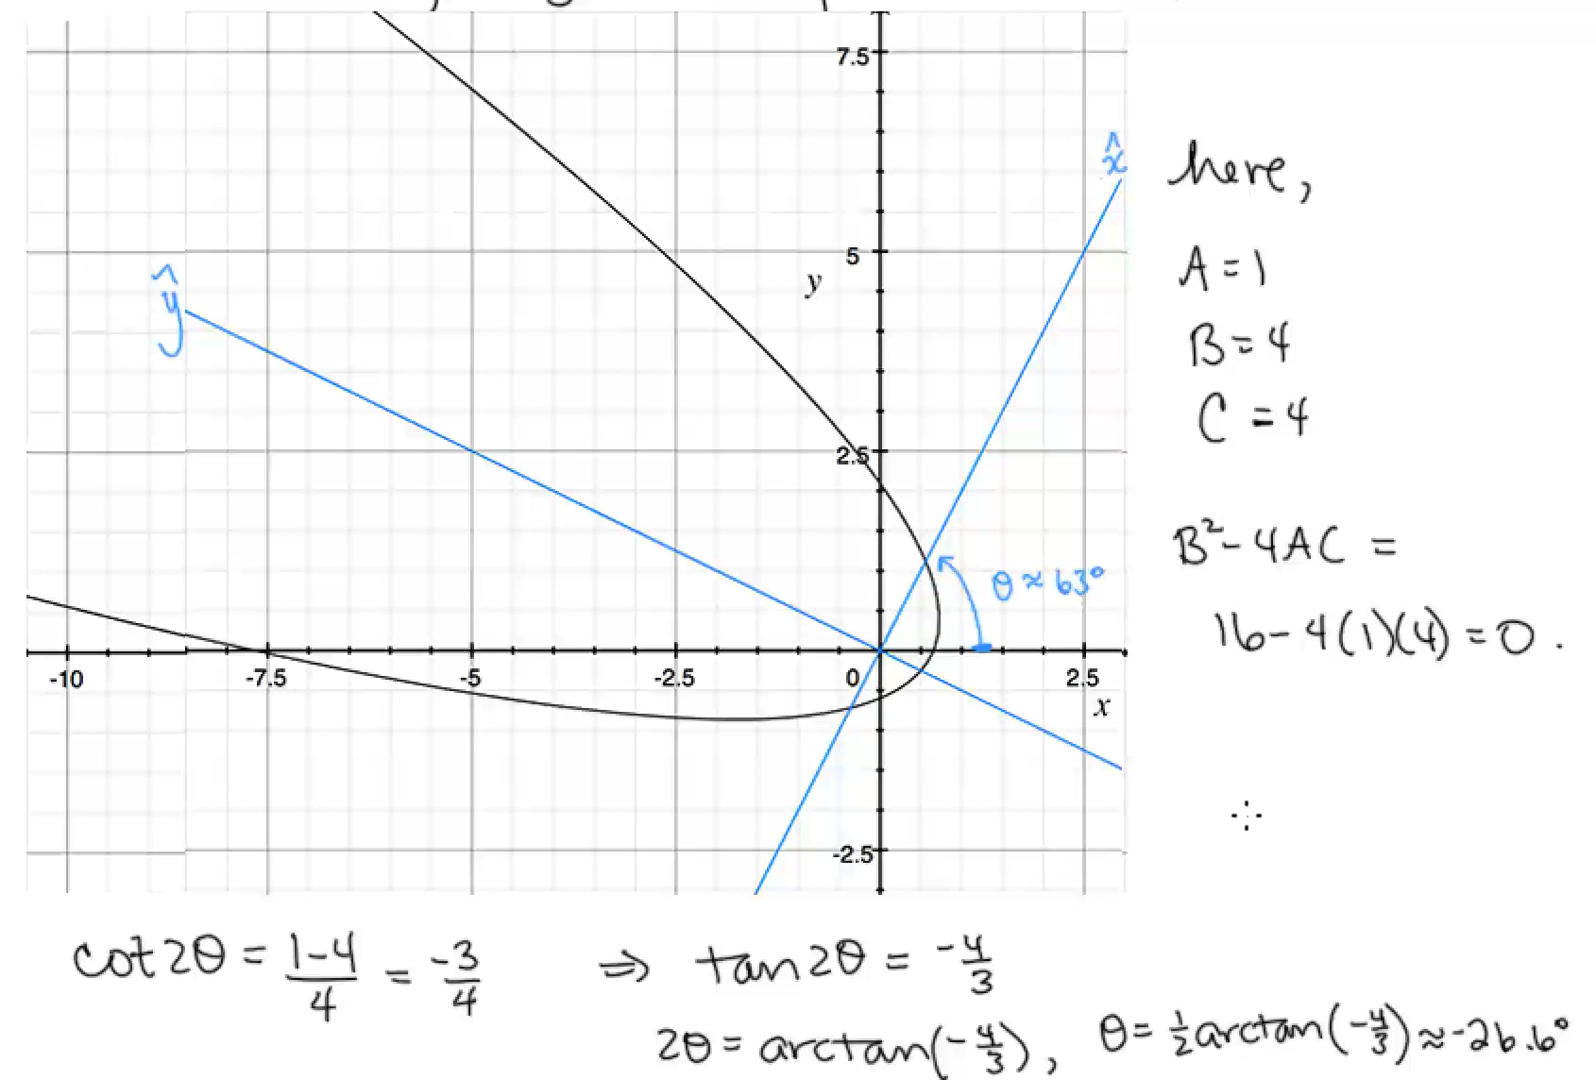 7.5
x̂
here,
5
y
A = 1
ŷ
B = 4
C = 4
2.5
B² - 4AC =
θ ≈ 63°
16 - 4(1)(4) = 0.
-10 -7.5 -5 -2.5 0 2.5
x
-2.5
cot 2θ = (1-4)/4 = -3/4 ⇒ tan 2θ = -4/3
2θ = arctan(-4/3), θ = ½ arctan(-4/3) ≈ -26.6°